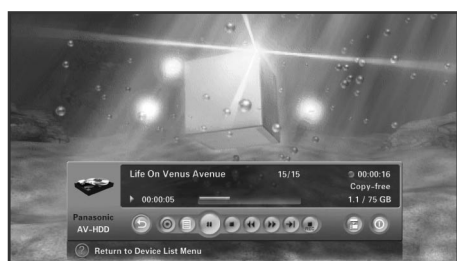 Life On Venus Avenue 15/15 00:00:16
Copy-free
00:00:05 1.1 / 75 GB
Panasonic
AV-HDD
Return to Device List Menu